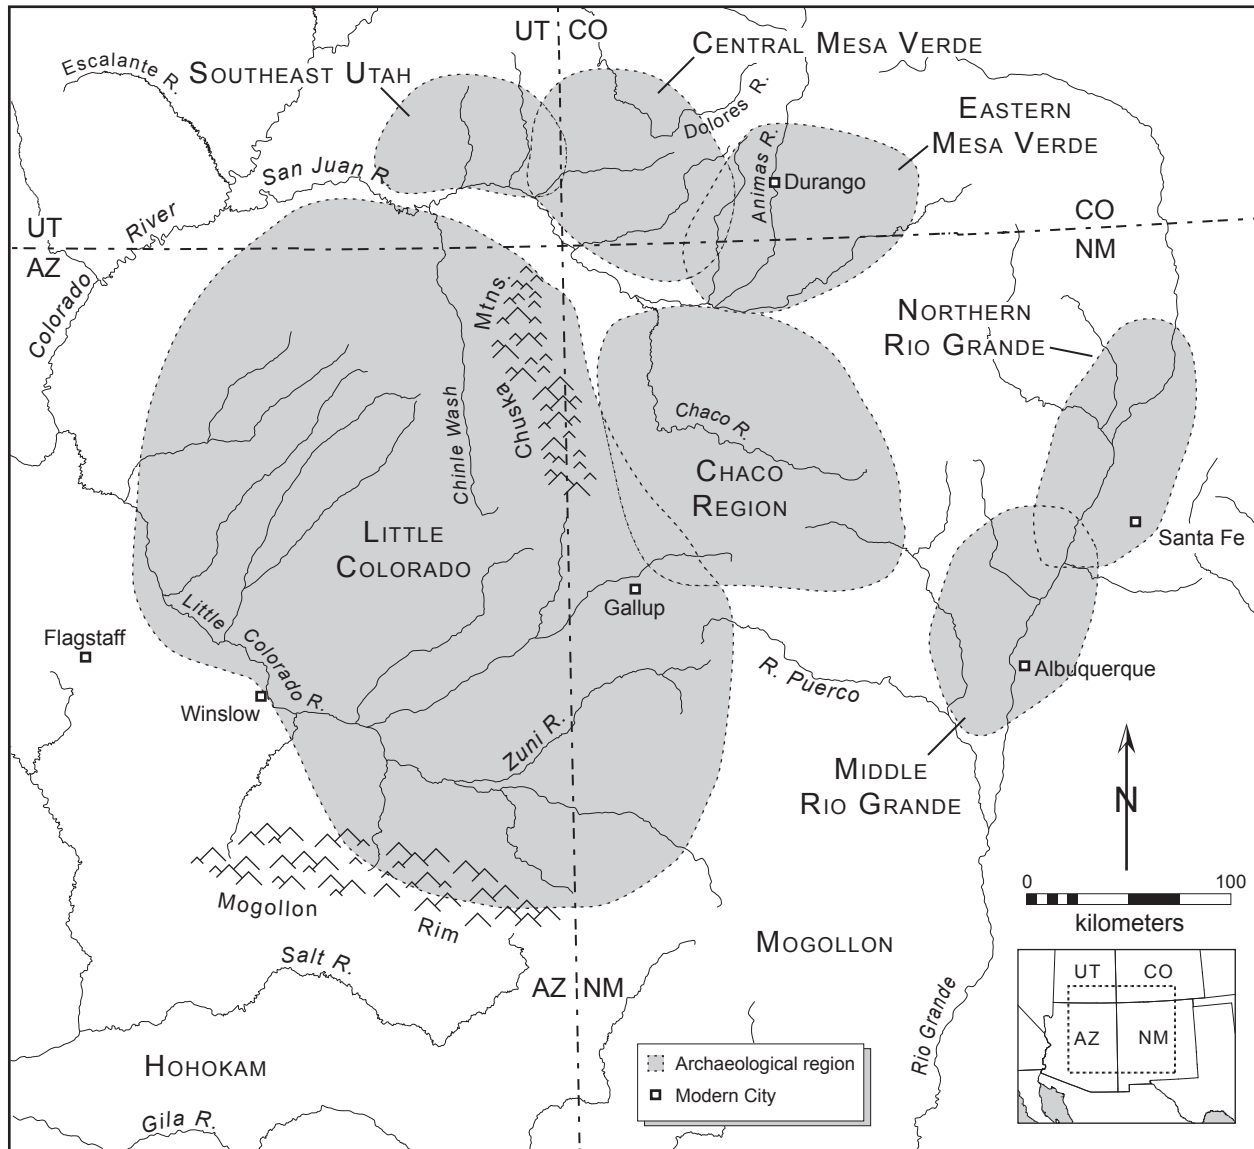 UT CO
CENTRAL MESA VERDE
Escalante R.
SOUTHEAST UTAH
Dolores R.
EASTERN
MESA VERDE
Animas R.
Durango
San Juan R.
River
Colorado
UT
AZ
CO
NM
Mtns.
Chuska
NORTHERN
RIO GRANDE
Chinle Wash
Chaco R.
CHACO
REGION
LITTLE
COLORADO
Santa Fe
Gallup
Little
Colorado R.
Flagstaff
Winslow
R. Puerco
Albuquerque
Zuni R.
MIDDLE
RIO GRANDE
N
0 100
kilometers
Mogollon
Rim
MOGOLLON
Salt R.
AZ NM
Rio Grande
HOHOKAM
Gila R.
Archaeological region
Modern City
UT CO
AZ NM